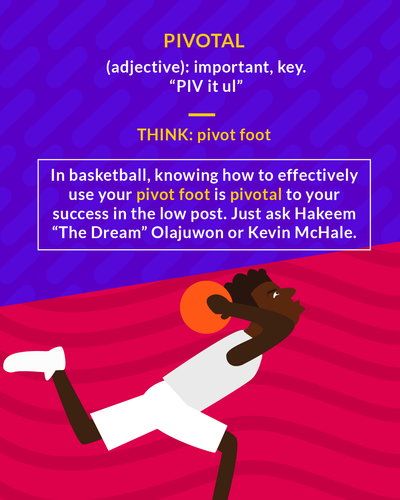 PIVOTAL
(adjective): important, key.
“PIV it ul”
THINK: pivot foot
In basketball, knowing how to effectively
use your pivot foot is pivotal to your
success in the low post. Just ask Hakeem
“The Dream” Olajuwon or Kevin McHale.